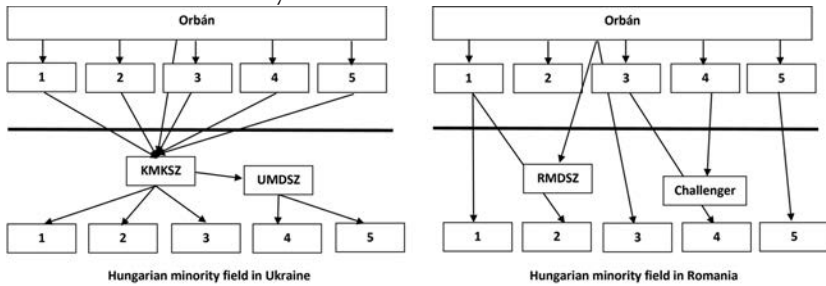 Orbán
1 2 3 4 5
KMKSZ
UMDSZ
1 2 3 4 5
Hungarian minority field in Ukraine
Orbán
1 2 3 4 5
RMDSZ
Challenger
1 2 3 4 5
Hungarian minority field in Romania